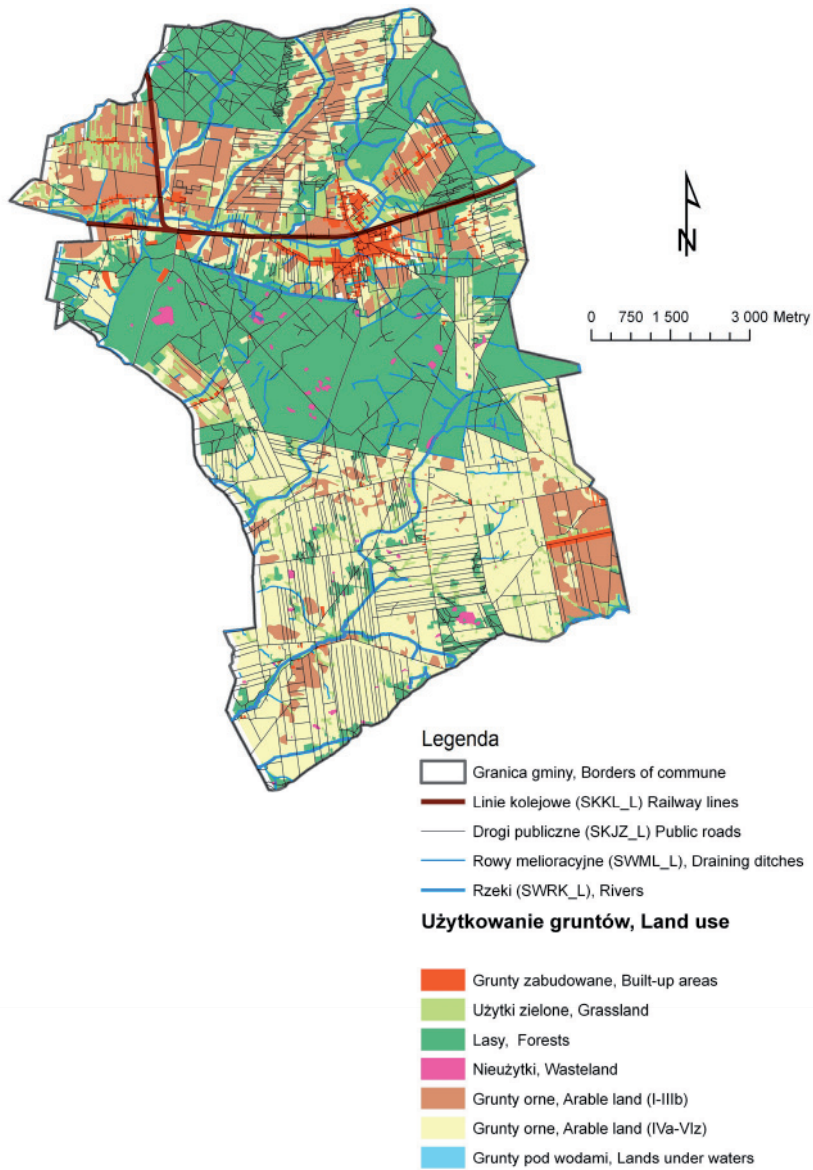 N
0 750 1 500 3 000 Metry
Legenda
Granica gminy, Borders of commune
Linie kolejowe (SKKL_L) Railway lines
Drogi publiczne (SKJZ_L) Public roads
Rowy melioracyjne (SWML_L), Draining ditches
Rzeki (SWRK_L), Rivers
Użytkowanie gruntów, Land use
Grunty zabudowane, Built-up areas
Użytki zielone, Grassland
Lasy, Forests
Nieużytki, Wasteland
Grunty orne, Arable land (I-IIIb)
Grunty orne, Arable land (IVa-VIz)
Grunty pod wodami, Lands under waters